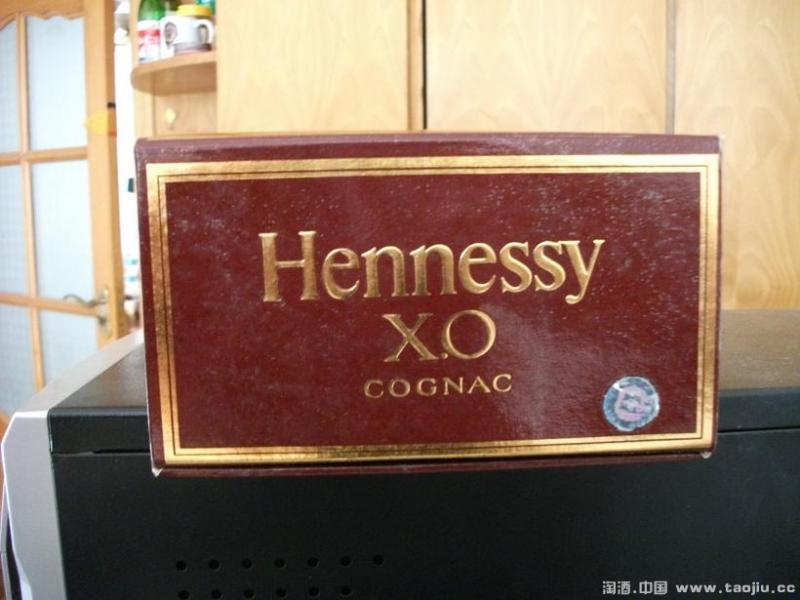 Hennessy
X.O
COGNAC
淘酒.中国 www.taojiu.cc